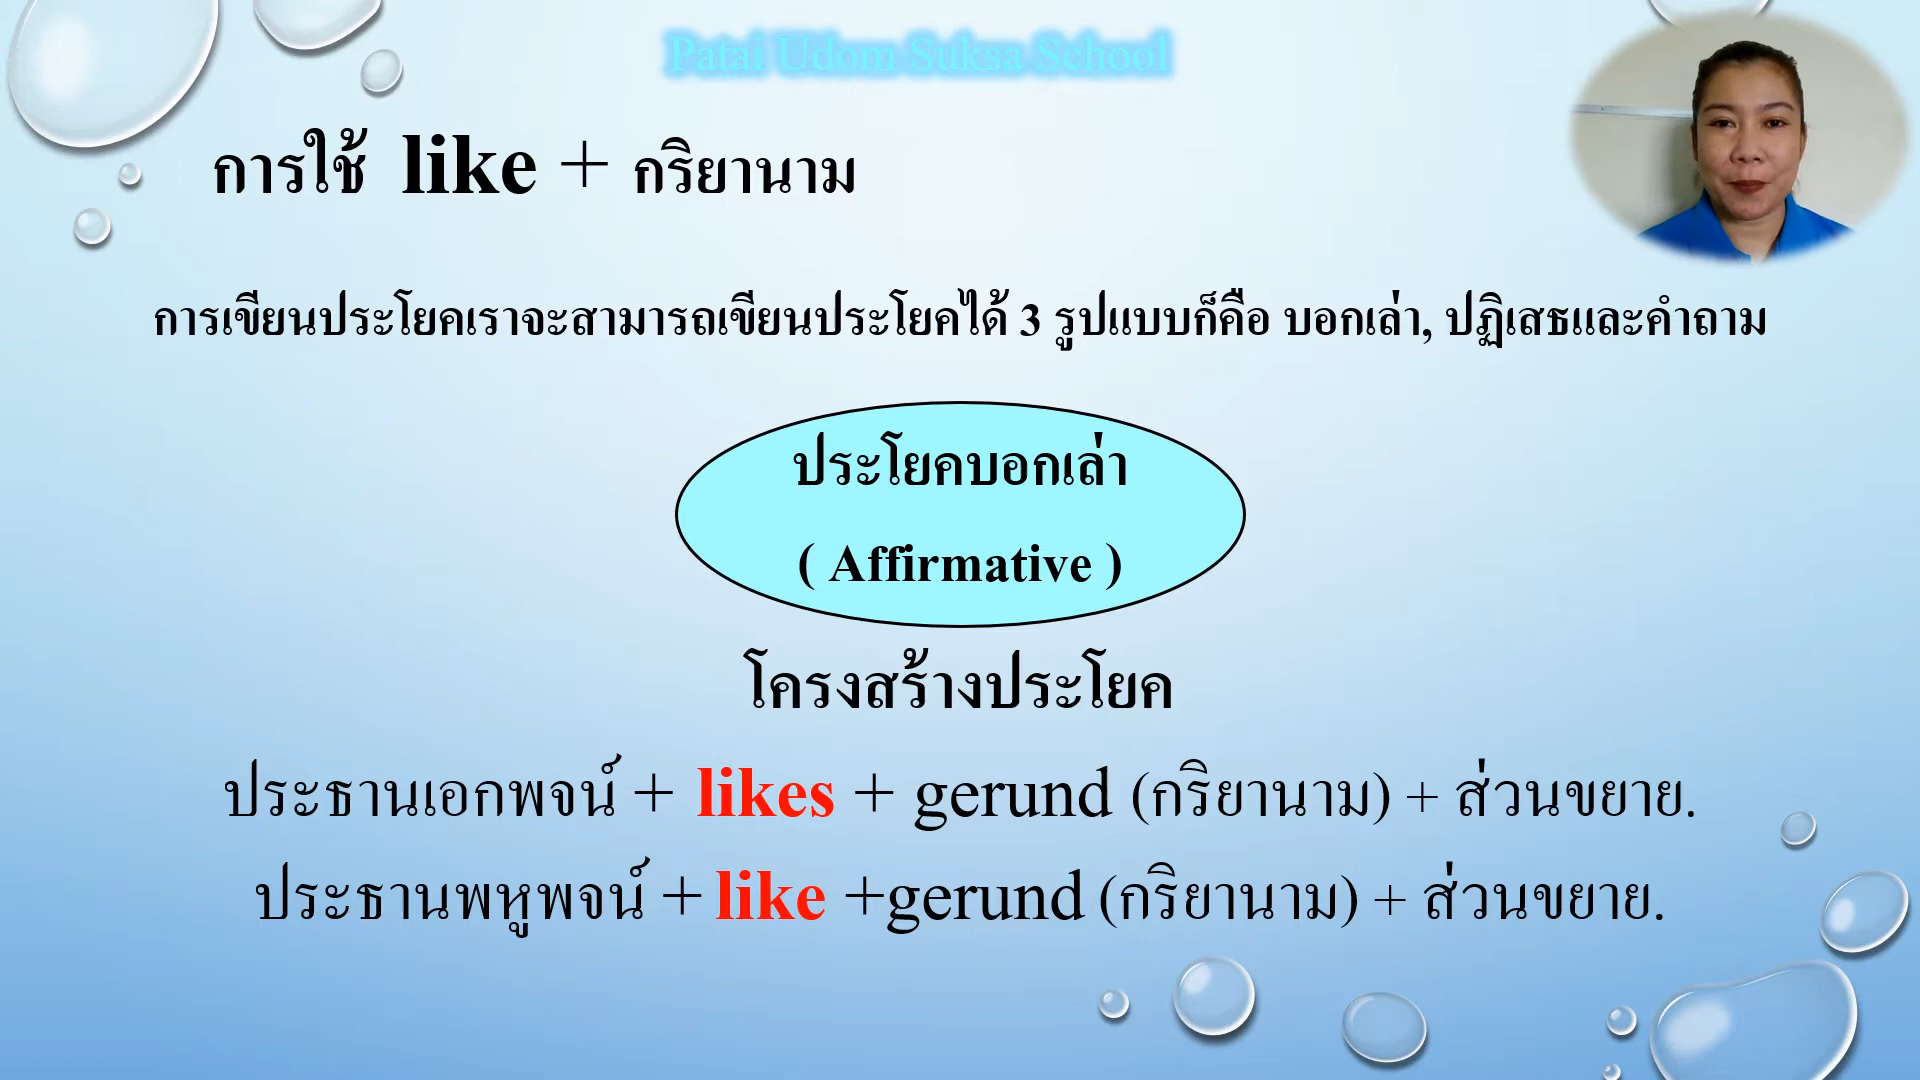 Patai Udom Suksa School
การใช้ like + กริยานาม
การเขียนประโยคเราจะสามารถเขียนประโยคได้ 3 รูปแบบก็คือ บอกเล่า, ปฏิเสธและคำถาม
ประโยคบอกเล่า
( Affirmative )
โครงสร้างประโยค
ประธานเอกพจน์ + likes + gerund (กริยานาม) + ส่วนขยาย.
ประธานพหูพจน์ + like +gerund (กริยานาม) + ส่วนขยาย.